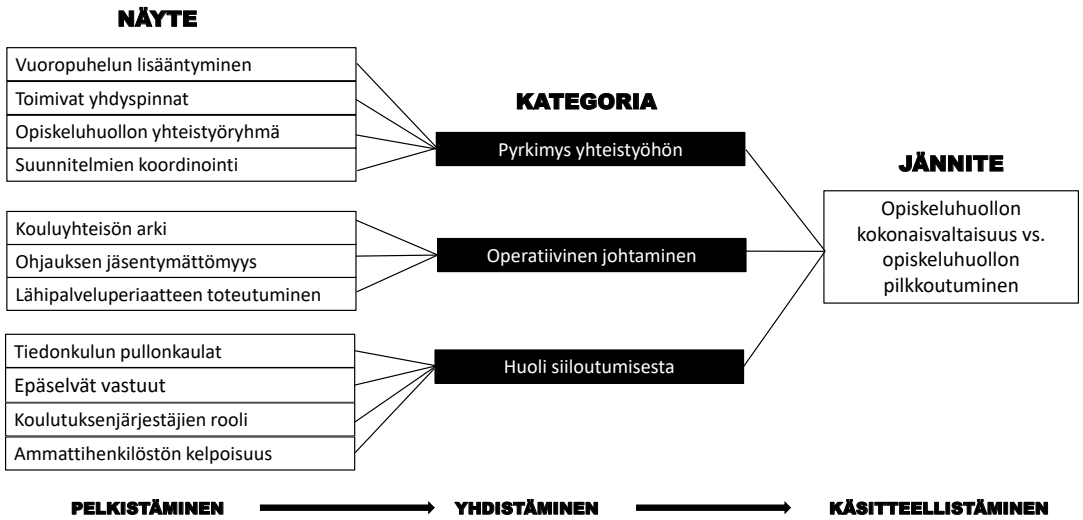 NÄYTE
Vuoropuhelun lisääntyminen
Toimivat yhdyspinnat
Opiskeluhuollon yhteistyöryhmä
Suunnitelmien koordinointi
Kouluyhteisön arki
Ohjauksen jäsentymättömyys
Lähipalveluperiaatteen toteutuminen
Tiedonkulun pullonkaulat
Epäselvät vastuut
Koulutuksenjärjestäjien rooli
Ammattihenkilöstön kelpoisuus
KATEGORIA
Pyrkimys yhteistyöhön
Operatiivinen johtaminen
Huoli siiloutumisesta
JÄNNITE
Opiskeluhuollon
kokonaisvaltaisuus vs.
opiskeluhuollon
pilkkoutuminen
PELKISTÄMINEN
YHDISTÄMINEN
KÄSITTEELLISTÄMINEN